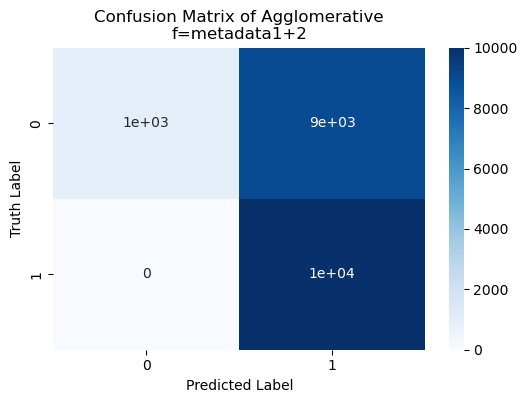 Confusion Matrix of Agglomerative
f=metadata1+2
Truth Label
0
1
1e+03
9e+03
0
1e+04
0
1
Predicted Label
10000
8000
6000
4000
2000
0